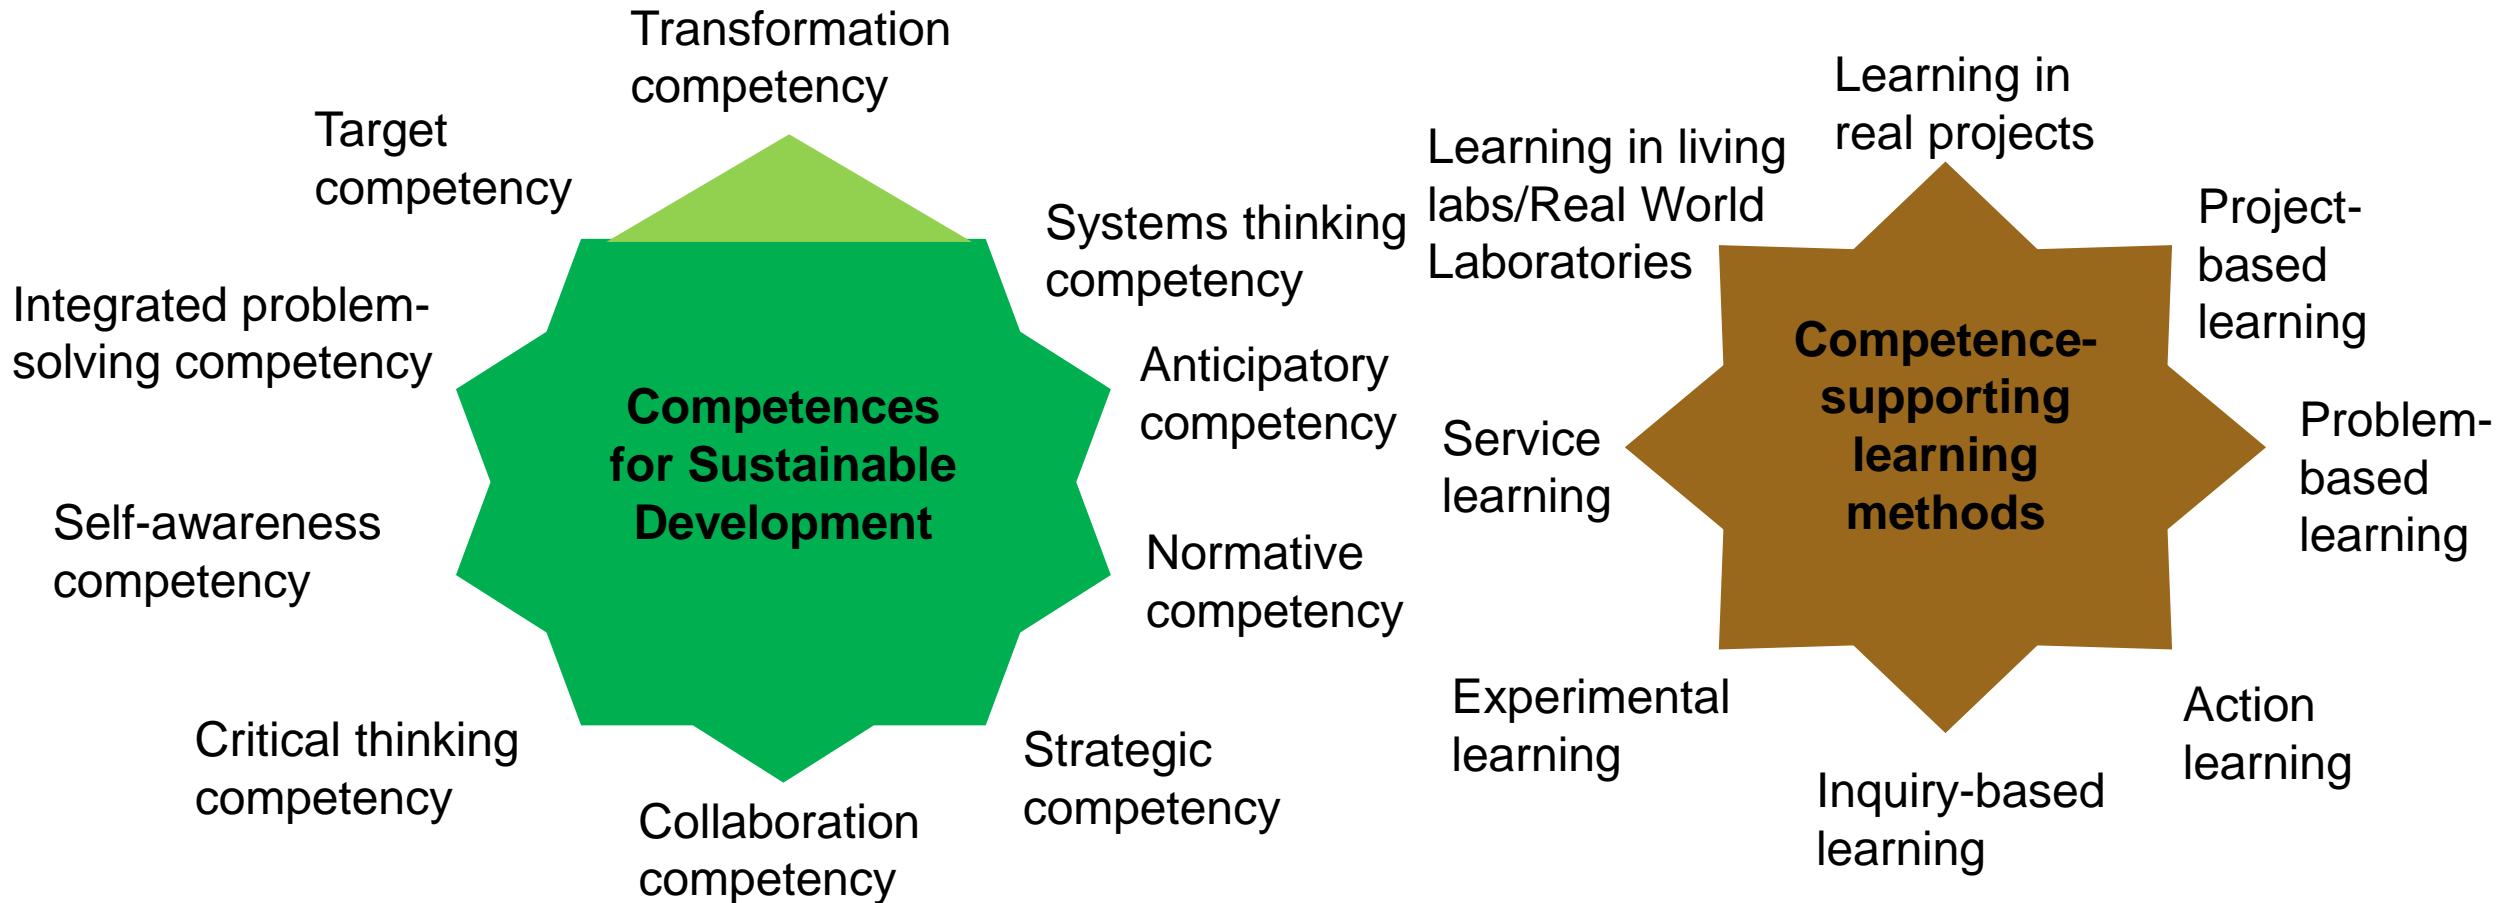 Transformation
competency
Target
competency
Systems thinking
competency
Integrated problem-
solving competency
Anticipatory
competency
Competences
for Sustainable
Development
Self-awareness
competency
Normative
competency
Critical thinking
competency
Strategic
competency
Collaboration
competency
Learning in
real projects
Learning in living
labs/Real World
Laboratories
Project-
based
learning
Competence-
supporting
learning
methods
Service
learning
Problem-
based
learning
Experimental
learning
Action
learning
Inquiry-based
learning